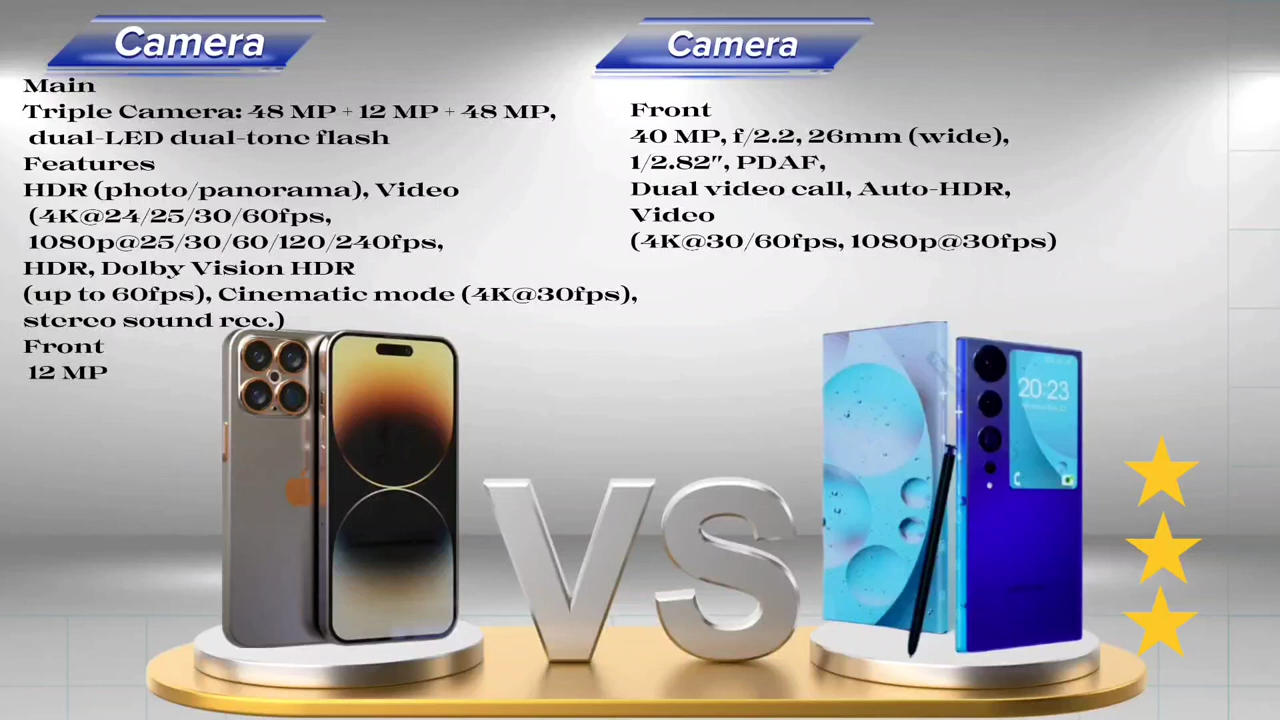 Camera
Main
Triple Camera: 48 MP + 12 MP + 48 MP,
dual-LED dual-tone flash
Features
HDR (photo/panorama), Video
(4K@24/25/30/60fps,
1080p@25/30/60/120/240fps,
HDR, Dolby Vision HDR
(up to 60fps), Cinematic mode (4K@30fps),
stereo sound rec.)
Front
12 MP
Camera
Front
40 MP, f/2.2, 26mm (wide),
1/2.82″, PDAF,
Dual video call, Auto-HDR,
Video
(4K@30/60fps, 1080p@30fps)
VS
20:23